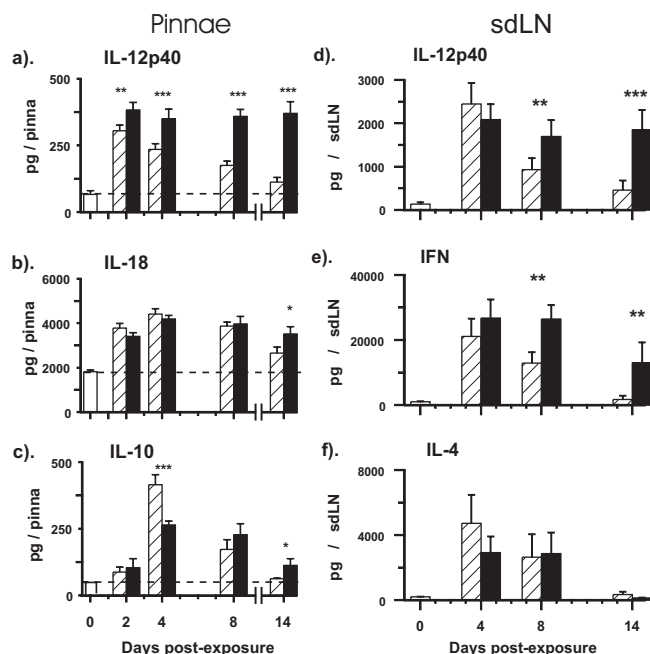 Pinnae
sdLN
a).
IL-12p40
500
250
0
pg / pinna
**
***
***
***
b).
IL-18
6000
4000
2000
0
pg / pinna
*
c).
IL-10
500
250
0
pg / pinna
***
*
0
2
4
8
14
Days post-exposure
d).
IL-12p40
3000
2000
1000
0
pg / sdLN
**
***
e).
IFN
40000
20000
0
pg / sdLN
**
**
f).
IL-4
8000
4000
0
pg / sdLN
0
4
8
14
Days post-exposure